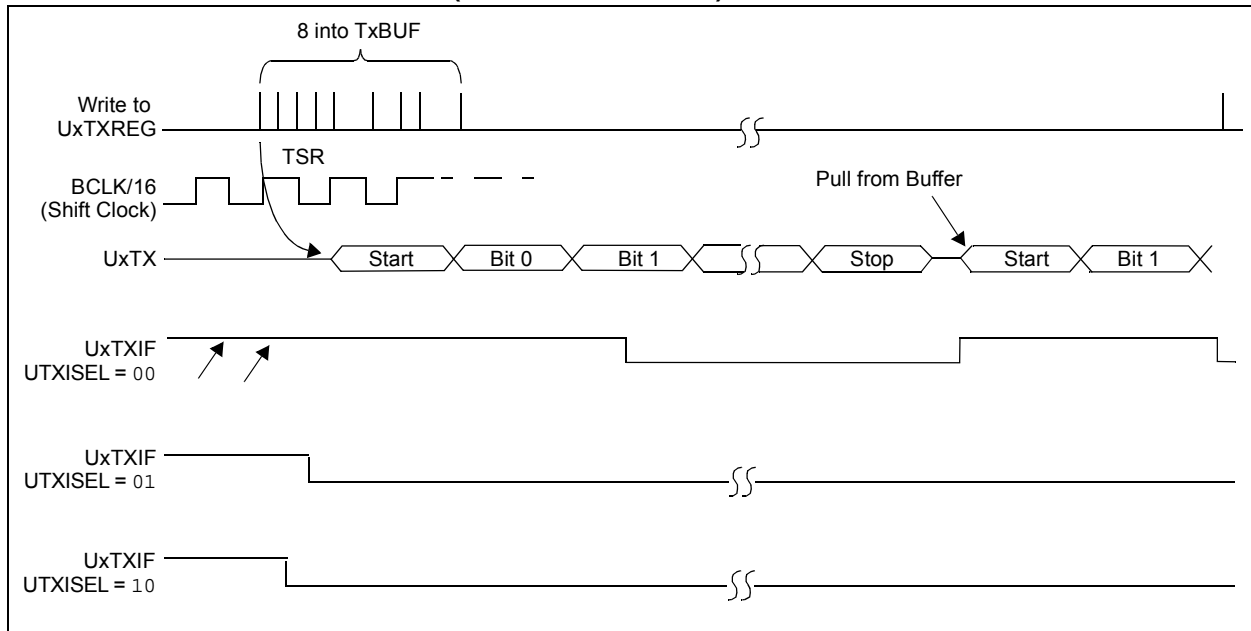 8 into TxBUF
Write to
UxTXREG
TSR
BCLK/16
(Shift Clock)
Pull from Buffer
UxTX
Start
Bit 0
Bit 1
Stop
Start
Bit 1
UxTXIF
UTXISEL = 00
UxTXIF
UTXISEL = 01
UxTXIF
UTXISEL = 10